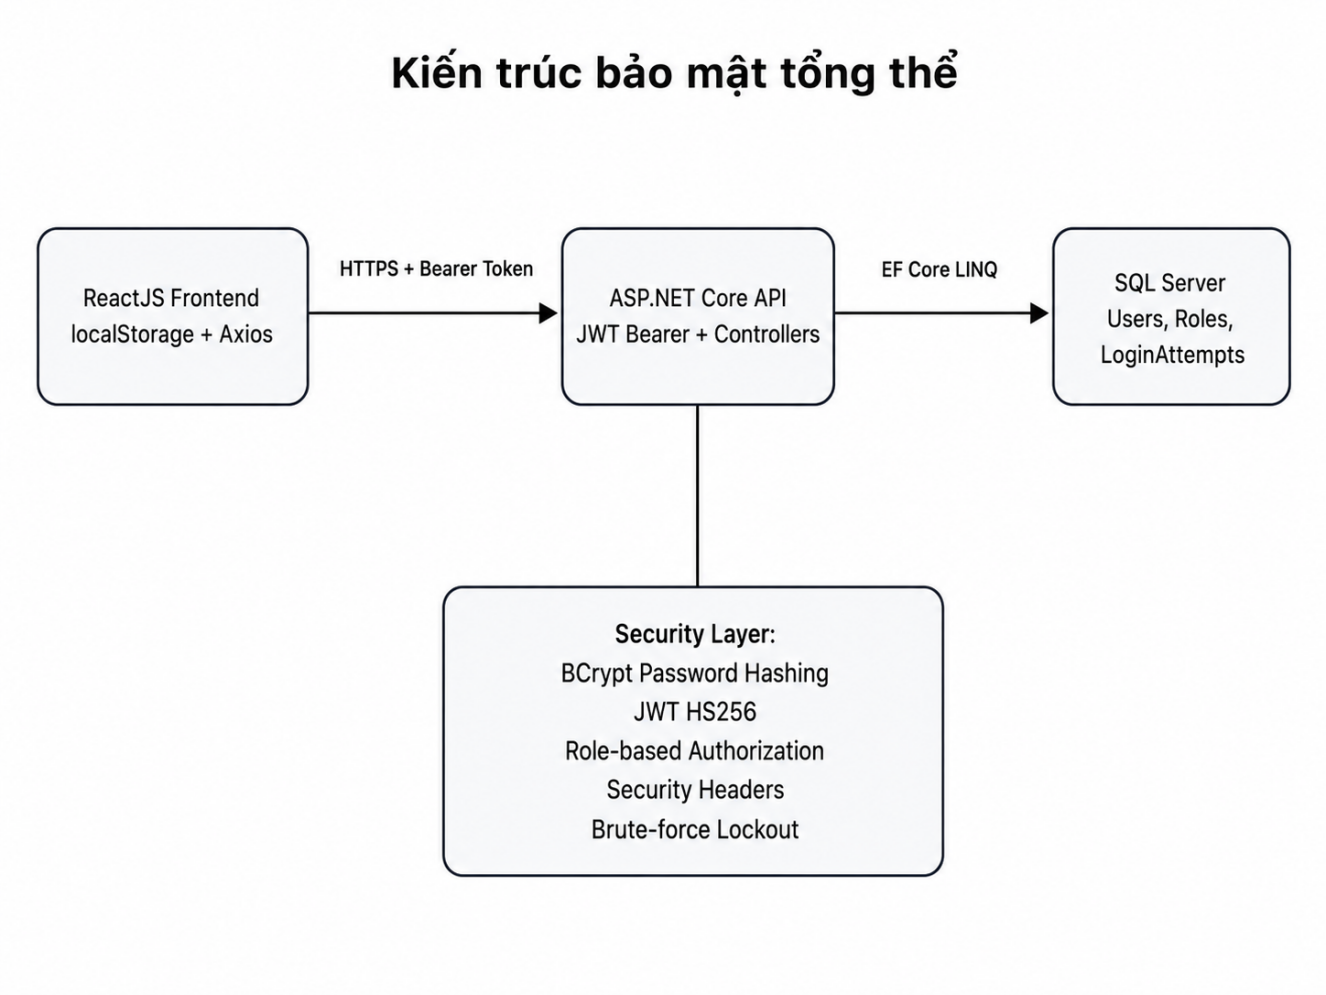 Kiến trúc bảo mật tổng thể
ReactJS Frontend
localStorage + Axios
HTTPS + Bearer Token
ASP.NET Core API
JWT Bearer + Controllers
EF Core LINQ
SQL Server
Users, Roles,
LoginAttempts
Security Layer:
BCrypt Password Hashing
JWT HS256
Role-based Authorization
Security Headers
Brute-force Lockout